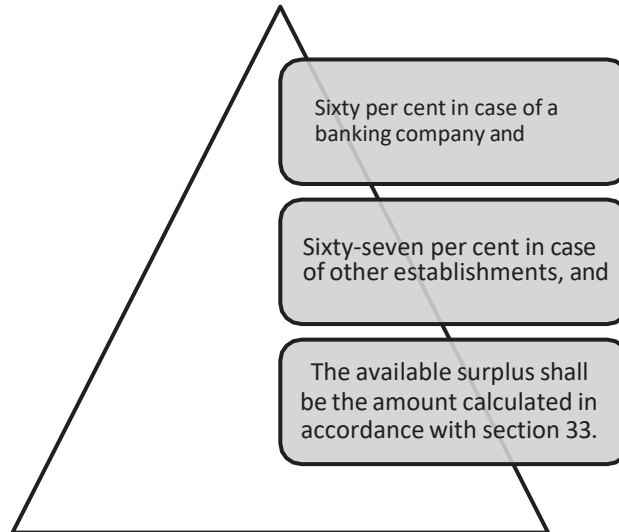 Sixty per cent in case of a
banking company and
Sixty-seven per cent in case
of other establishments, and
The available surplus shall
be the amount calculated in
accordance with section 33.